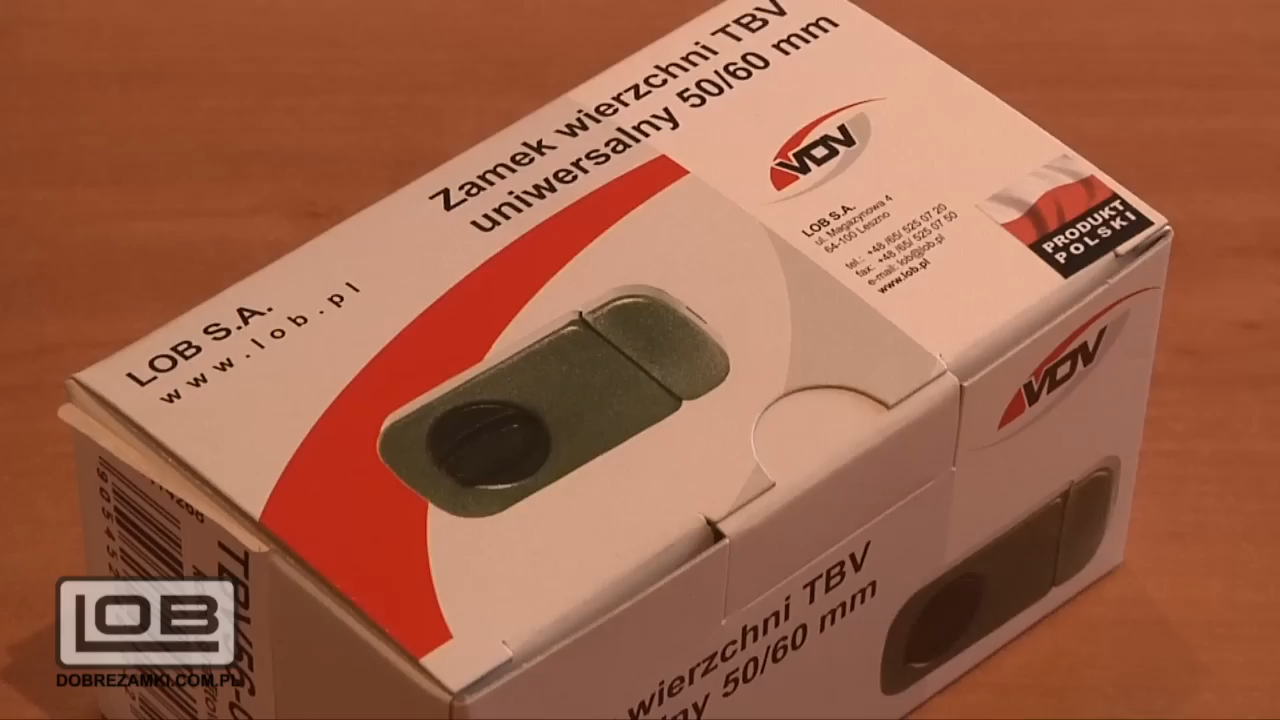 Zamek wierzchni TBV
uniwersalny 50/60 mm
VDV
LOB S.A.
ul. Magazynowa 4
64-100 Leszno
tel.: +48 /65/ 525 07 20
fax: +48 /65/ 525 07 50
e-mail: lob@lob.pl
www.lob.pl
PRODUKT
POLSKI
LOB S.A.
www.lob.pl
VDV
wierzchni TBV
50/60 mm
LOB
DOBREZAMKI.COM.PL